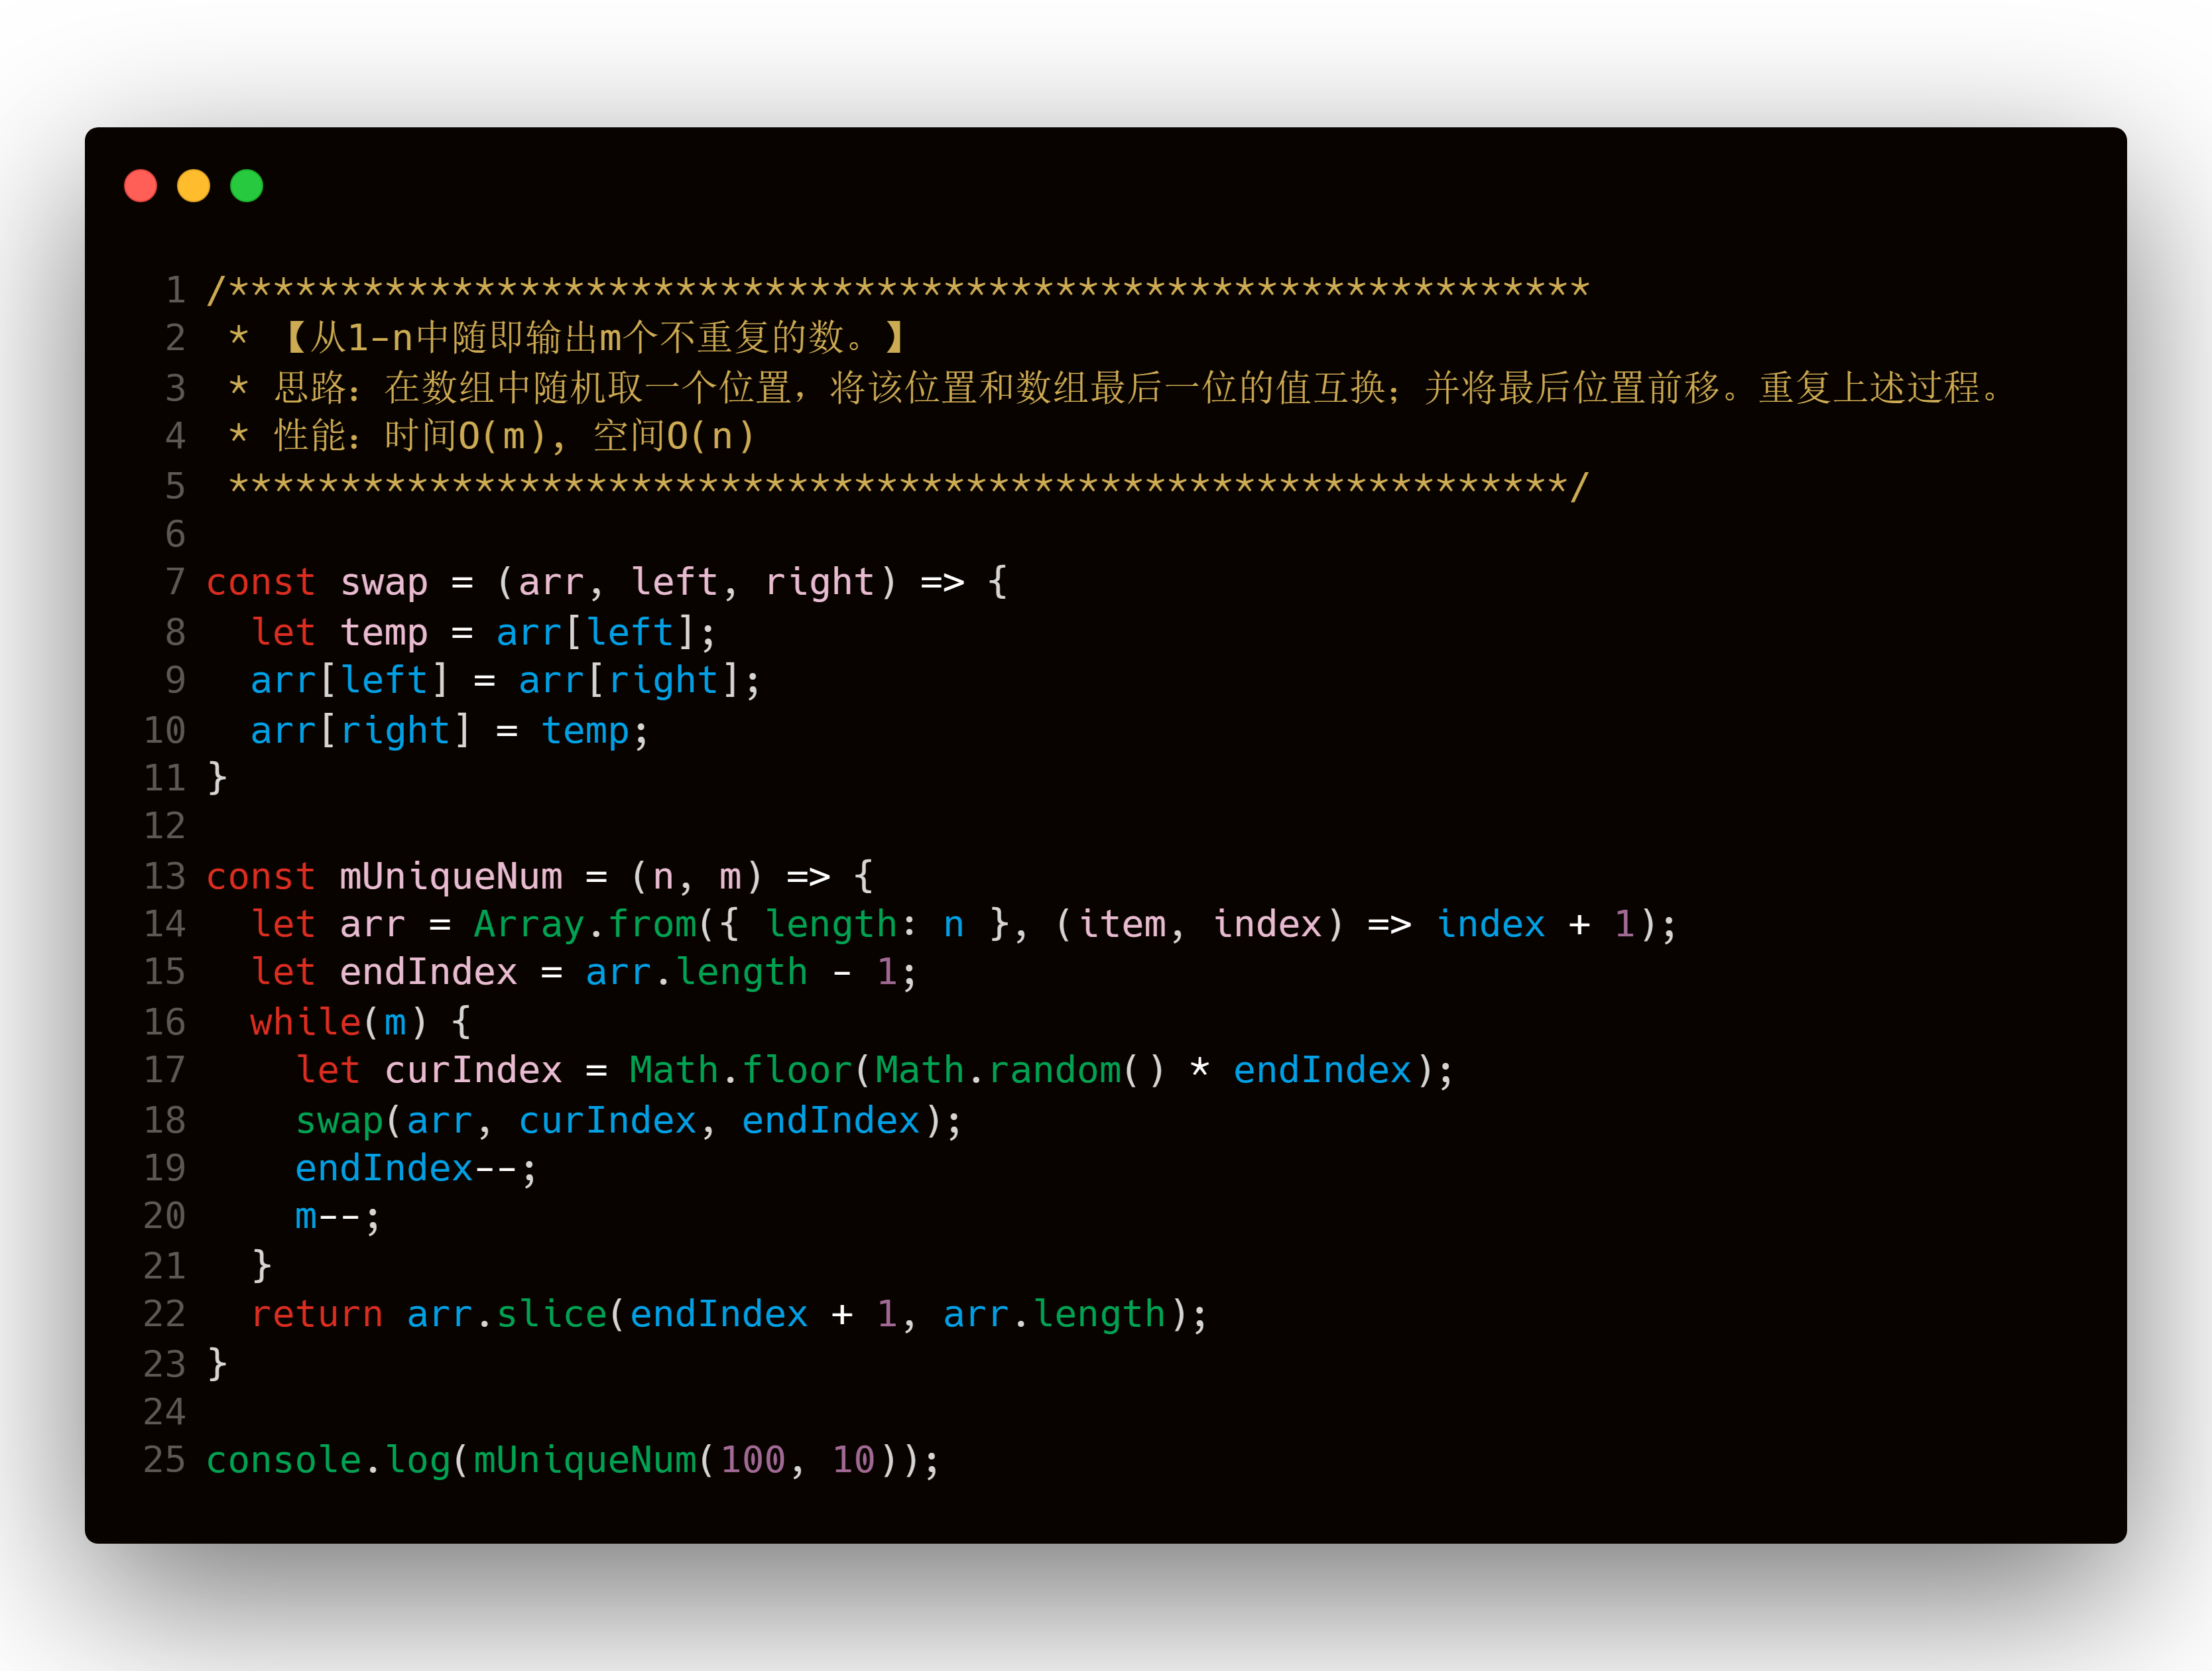 1 /*************************************************************
2  * 【从1-n中随即输出m个不重复的数。】
3  * 思路：在数组中随机取一个位置，将该位置和数组最后一位的值互换；并将最后位置前移。重复上述过程。
4  * 性能：时间O(m), 空间O(n)
5  ************************************************************/
6
7 const swap = (arr, left, right) => {
8   let temp = arr[left];
9   arr[left] = arr[right];
10   arr[right] = temp;
11 }
12
13 const mUniqueNum = (n, m) => {
14   let arr = Array.from({ length: n }, (item, index) => index + 1);
15   let endIndex = arr.length - 1;
16   while(m) {
17     let curIndex = Math.floor(Math.random() * endIndex);
18     swap(arr, curIndex, endIndex);
19     endIndex--;
20     m--;
21   }
22   return arr.slice(endIndex + 1, arr.length);
23 }
24
25 console.log(mUniqueNum(100, 10));